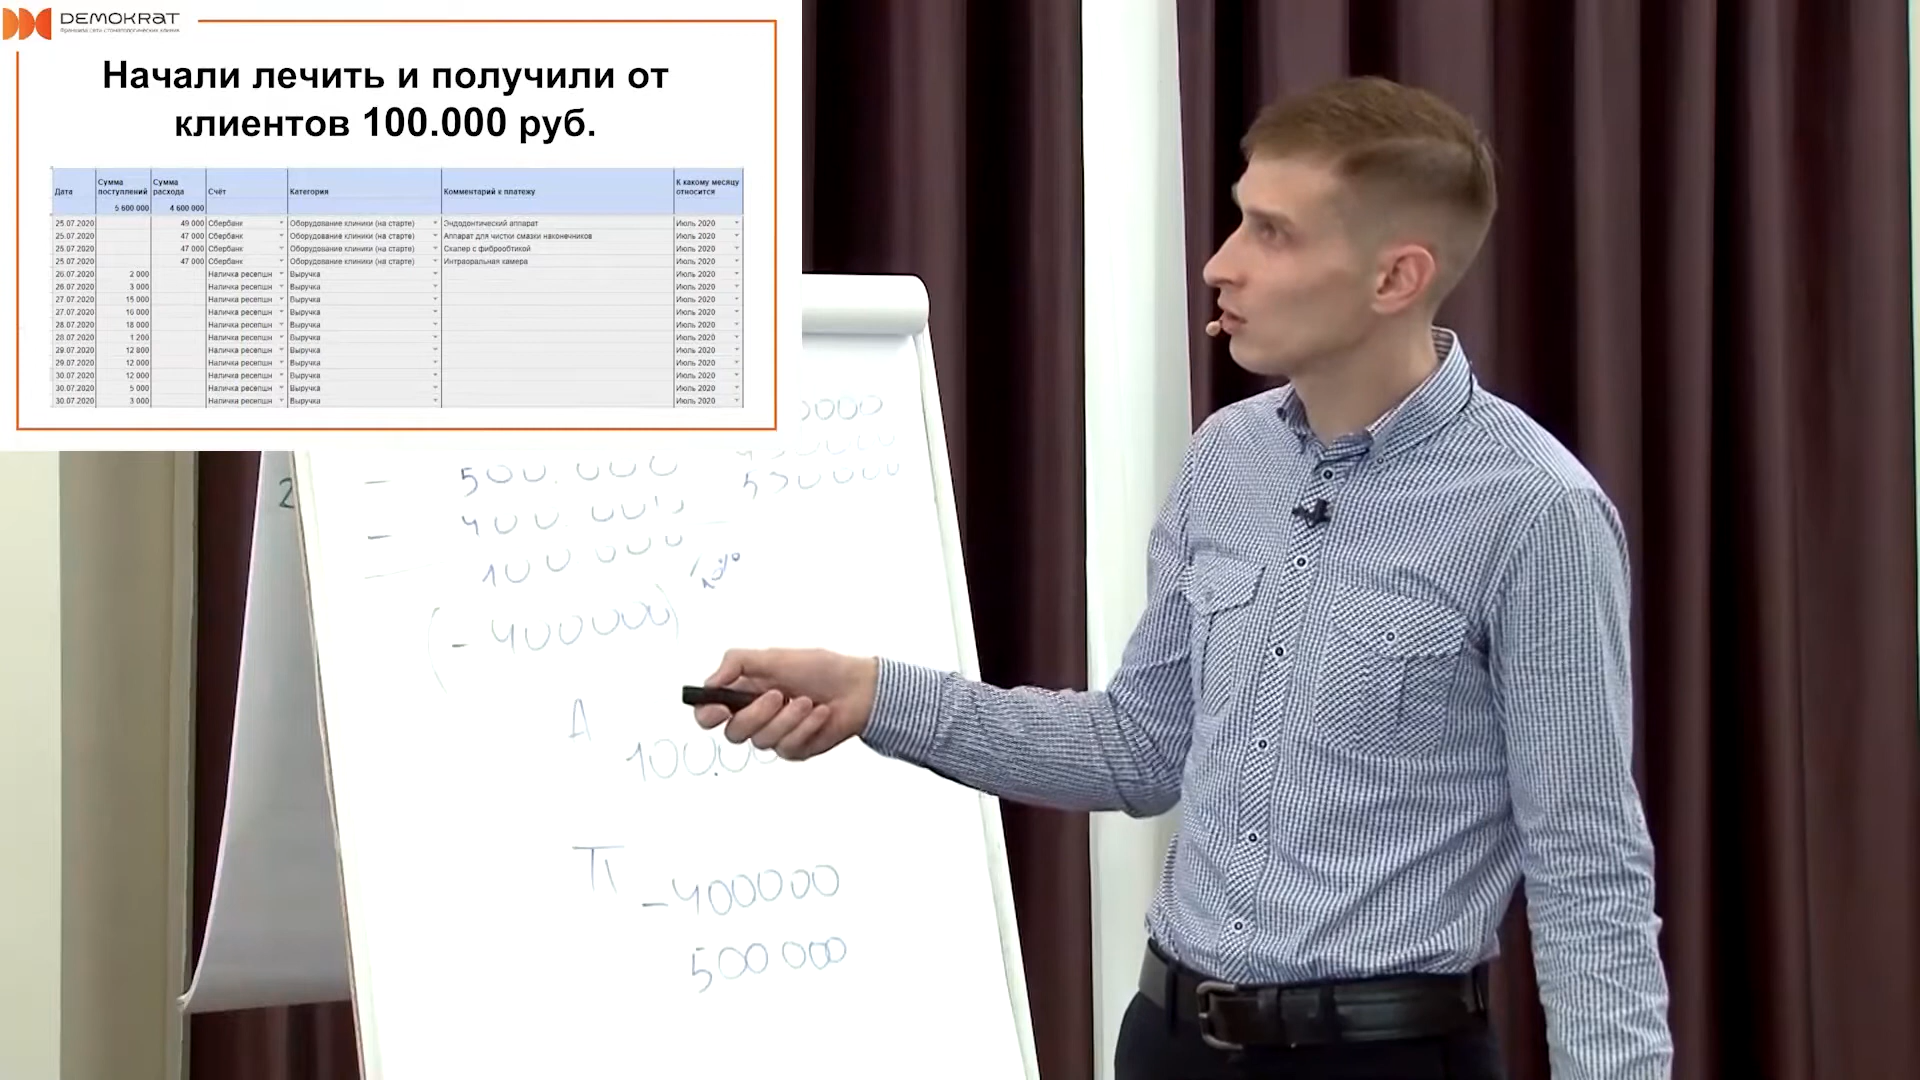 DEMOKRAT
Франшиза сети стоматологических клиник
Начали лечить и получили от
клиентов 100.000 руб.
Дата Сумма поступлений Сумма расхода Счёт Категория Комментарий к платежу К какому месяцу относится
5 600 000 4 600 000
25.07.2020 49 000 Сбербанк Оборудование клиники (на старте) Эндодонтический аппарат Июль 2020
25.07.2020 47 000 Сбербанк Оборудование клиники (на старте) Аппарат для чистки смазки наконечников Июль 2020
25.07.2020 47 000 Сбербанк Оборудование клиники (на старте) Скалер с фиброоптикой Июль 2020
25.07.2020 47 000 Сбербанк Оборудование клиники (на старте) Интраоральная камера Июль 2020
26.07.2020 2 000 Наличка ресепшн Выручка Июль 2020
26.07.2020 3 000 Наличка ресепшн Выручка Июль 2020
27.07.2020 15 000 Наличка ресепшн Выручка Июль 2020
27.07.2020 16 000 Наличка ресепшн Выручка Июль 2020
28.07.2020 18 000 Наличка ресепшн Выручка Июль 2020
28.07.2020 1 200 Наличка ресепшн Выручка Июль 2020
29.07.2020 12 800 Наличка ресепшн Выручка Июль 2020
29.07.2020 12 000 Наличка ресепшн Выручка Июль 2020
30.07.2020 12 000 Наличка ресепшн Выручка Июль 2020
30.07.2020 5 000 Наличка ресепшн Выручка Июль 2020
30.07.2020 3 000 Наличка ресепшн Выручка Июль 2020
2
– 500.000
– 400.000
100 000
(- 400000)
Д
100.00
П
-400000
500 000